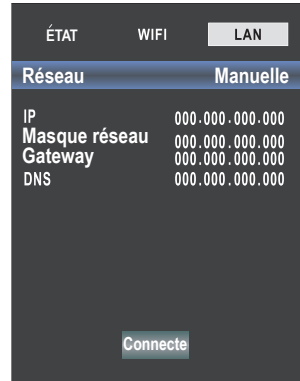 ÉTAT WIFI LAN
Réseau Manuelle
IP 000.000.000.000
Masque réseau 000.000.000.000
Gateway 000.000.000.000
DNS 000.000.000.000
Connecte